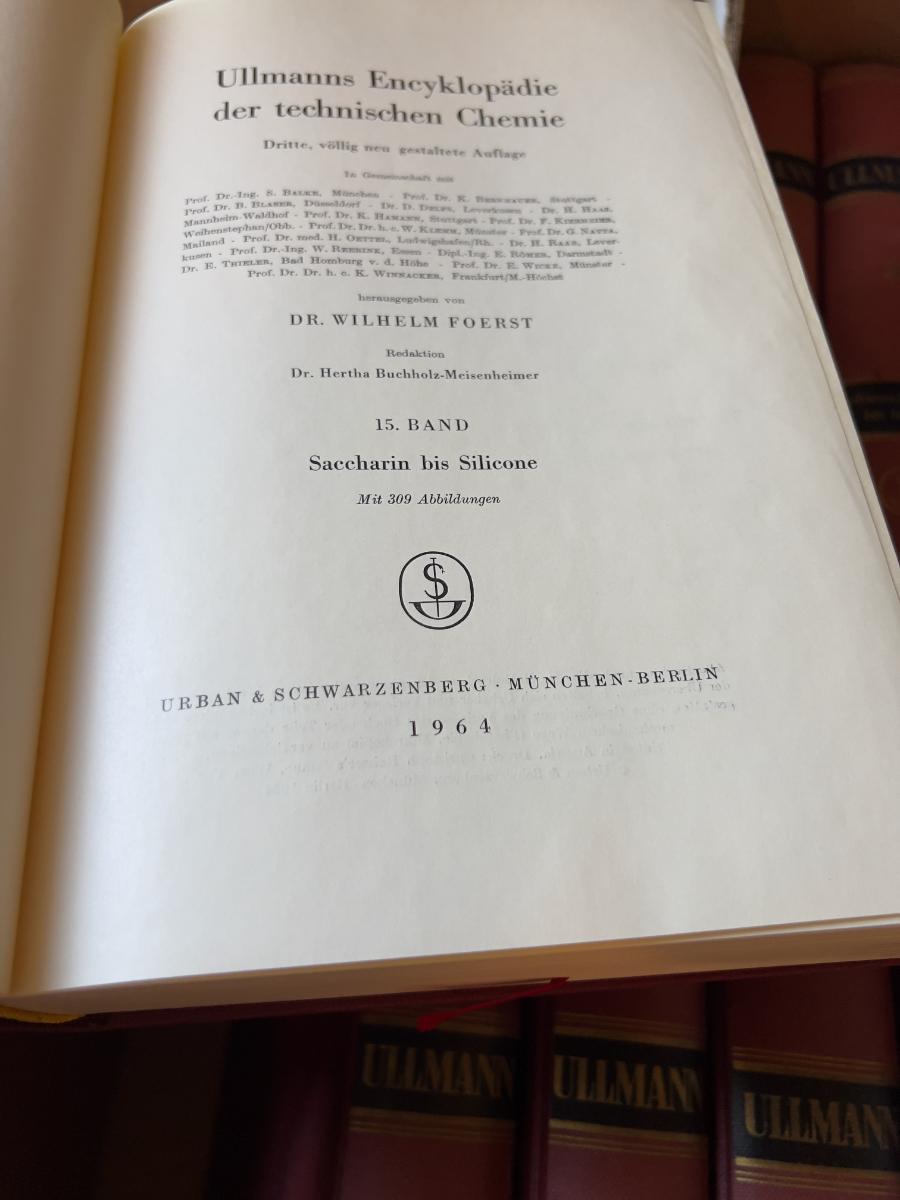 Ullmanns Encyklopädie
der technischen Chemie
Dritte, völlig neu gestaltete Auflage
In Gemeinschaft mit
Prof. Dr.-Ing. S. BALKE, München - Prof. Dr. K. Stuttgart -
Prof. Dr. B. BLASER, Düsseldorf - Dr. D. DELFS, Leverkusen - Dr. H. HAAS,
Mannheim-Waldhof - Prof. Dr. K. HAMANN, Stuttgart - Prof. Dr. F.
Weihenstephan/Obb. - Prof. Dr. Dr. h. c. W. KLEMM, Münster - Prof. Dr. G. NATTA,
Mailand - Prof. Dr. med. H. OETTEL, Ludwigshafen/Rh. - Dr. H. RAAB, Lever-
kusen - Prof. Dr.-Ing. W. REERINK, Essen - Dipl.-Ing. E. RÖMER, Darmstadt -
Dr. E. THIELER, Bad Homburg v. d. Höhe - Prof. Dr. E. WICKE, Münster -
Prof. Dr. Dr. h. c. K. WINNACKER, Frankfurt/M.-Höchst
herausgegeben von
DR. WILHELM FOERST
Redaktion
Dr. Hertha Buchholz-Meisenheimer
15. BAND
Saccharin bis Silicone
Mit 309 Abbildungen
URBAN & SCHWARZENBERG · MÜNCHEN-BERLIN
1964
ULLMANN
ULLMANN
ULLMANN